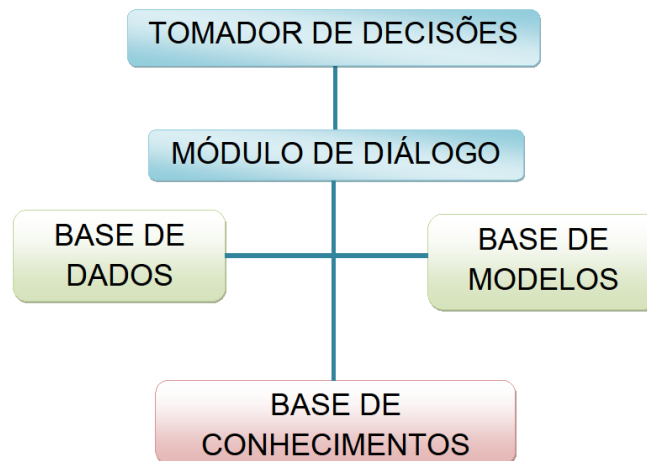 TOMADOR DE DECISÕES
MÓDULO DE DIÁLOGO
BASE DE
DADOS
BASE DE
MODELOS
BASE DE
CONHECIMENTOS